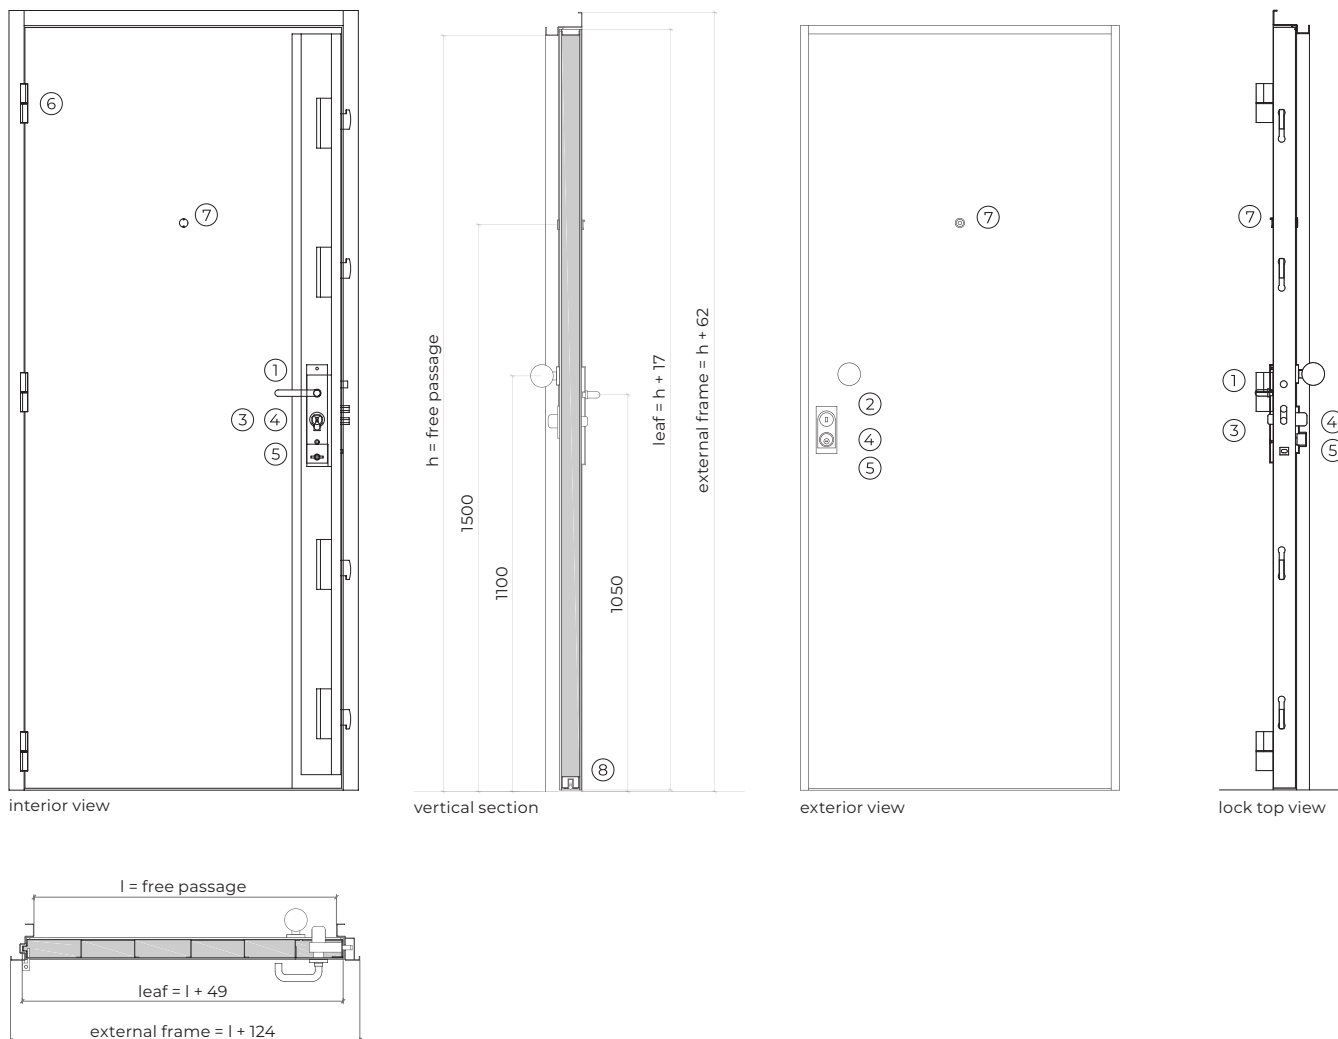 6
7
1
3 4
5
interior view
h = free passage
1500
1100
1050
leaf = h + 17
external frame = h + 62
8
vertical section
7
2
4
5
exterior view
7
1
3
4
5
lock top view
l = free passage
leaf = l + 49
external frame = l + 124